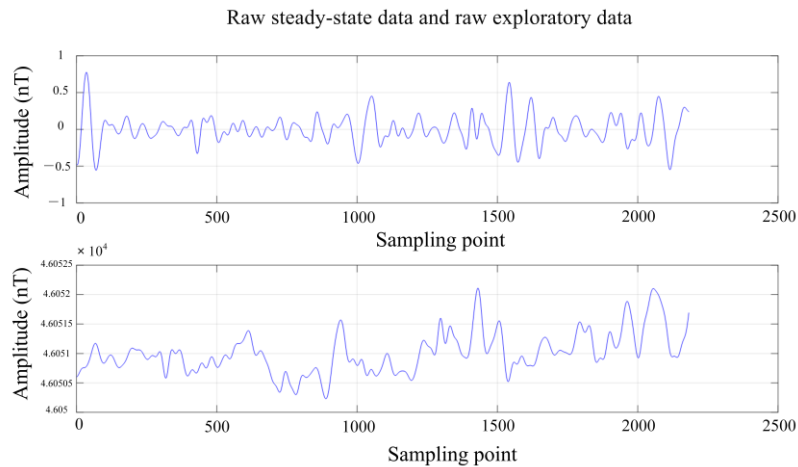 Raw steady-state data and raw exploratory data
1
0.5
0
−0.5
−1
Amplitude (nT)
0 500 1000 1500 2000 2500
Sampling point
× 10⁴
4.60525
4.6052
4.60515
4.6051
4.60505
4.605
Amplitude (nT)
0 500 1000 1500 2000 2500
Sampling point